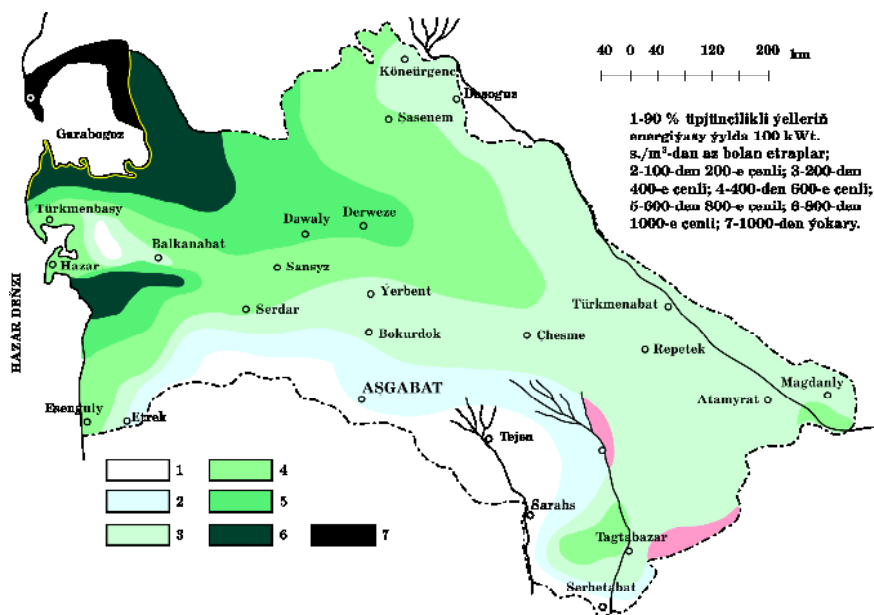 40 0 120 200 km
Köneürgenç
Daşoguz
Sasenem
Garabogoz
1-90 % üpjünçilikli ýelleriň
energiýasy ýylda 100 kWt.
s./m²-dan az bolan etraplar;
2-100-den 200-e çenli; 3-200-den
400-e çenli; 4-400-den 600-e çenli;
5-600-den 800-e çenli; 6-800-den
1000-e çenli; 7-1000-den ýokary.
Türkmenbaşy
Dawaly
Derweze
Balkanabat
Hazar
Sansyz
HAZAR DEŇZI
Ýerbent
Serdar
Türkmenabat
Bokurdok
Çeşme
Repetek
Magdanly
AŞGABAT
Atamyrat
Esenguly
Etrek
Tejen
1
4
2
5
3
6
7
Sarahs
Tagtabazar
Serhetabat